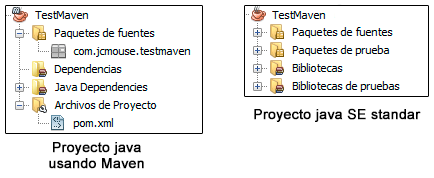 TestMaven
Paquetes de fuentes
com.jcmouse.testmaven
Dependencias
Java Dependencies
Archivos de Proyecto
pom.xml
Proyecto java
usando Maven
TestMaven
Paquetes de fuentes
Paquetes de prueba
Bibliotecas
Bibliotecas de pruebas
Proyecto java SE standar